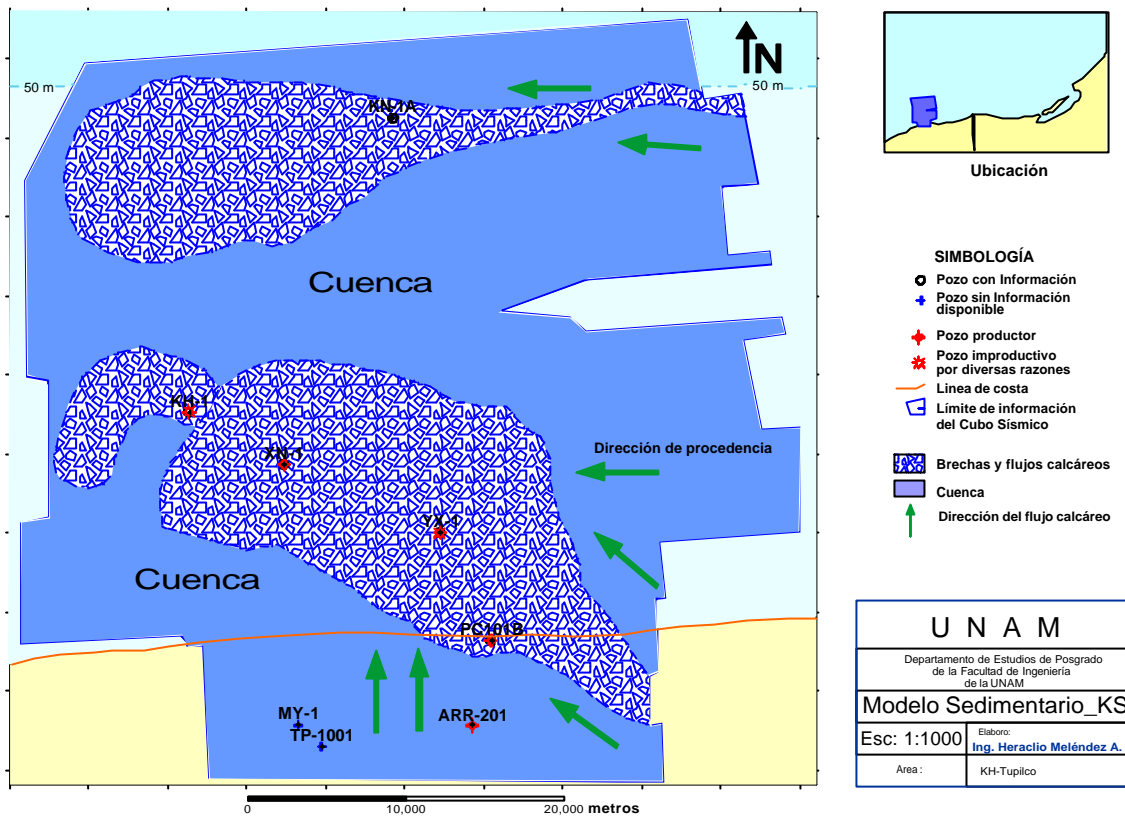 N
50 m
50 m
KN-1A
Cuenca
KH-1
XN-1
Dirección de procedencia
YX-1
Cuenca
PC101B
MY-1
TP-1001
ARR-201
0
10,000
20,000
metros
Ubicación
SIMBOLOGÍA
Pozo con Información
Pozo sin Información
disponible
Pozo productor
Pozo improductivo
por diversas razones
Linea de costa
Límite de información
del Cubo Sísmico
Brechas y flujos calcáreos
Cuenca
Dirección del flujo calcáreo
U N A M
Departamento de Estudios de Posgrado
de la Facultad de Ingeniería
de la UNAM
Modelo Sedimentario_KS
Esc: 1:1000
Elaboro:
Ing. Heraclio Meléndez A.
Area :
KH-Tupilco